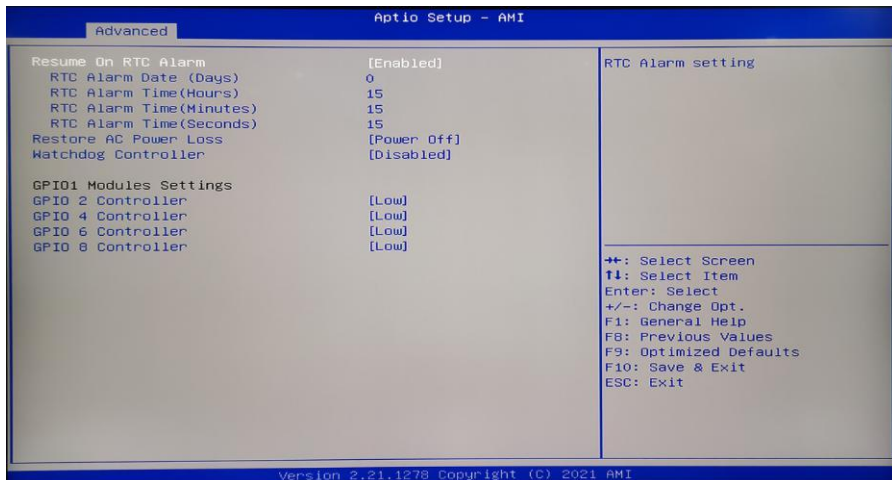 Aptio Setup - AMI
Advanced
Resume On RTC Alarm [Enabled]
RTC Alarm Date (Days) 0
RTC Alarm Time(Hours) 15
RTC Alarm Time(Minutes) 15
RTC Alarm Time(Seconds) 15
Restore AC Power Loss [Power Off]
Watchdog Controller [Disabled]
GPIO1 Modules Settings
GPIO 2 Controller [Low]
GPIO 4 Controller [Low]
GPIO 6 Controller [Low]
GPIO 8 Controller [Low]
RTC Alarm setting
→←: Select Screen
↑↓: Select Item
Enter: Select
+/-: Change Opt.
F1: General Help
F8: Previous Values
F9: Optimized Defaults
F10: Save & Exit
ESC: Exit
Version 2.21.1278 Copyright (C) 2021 AMI